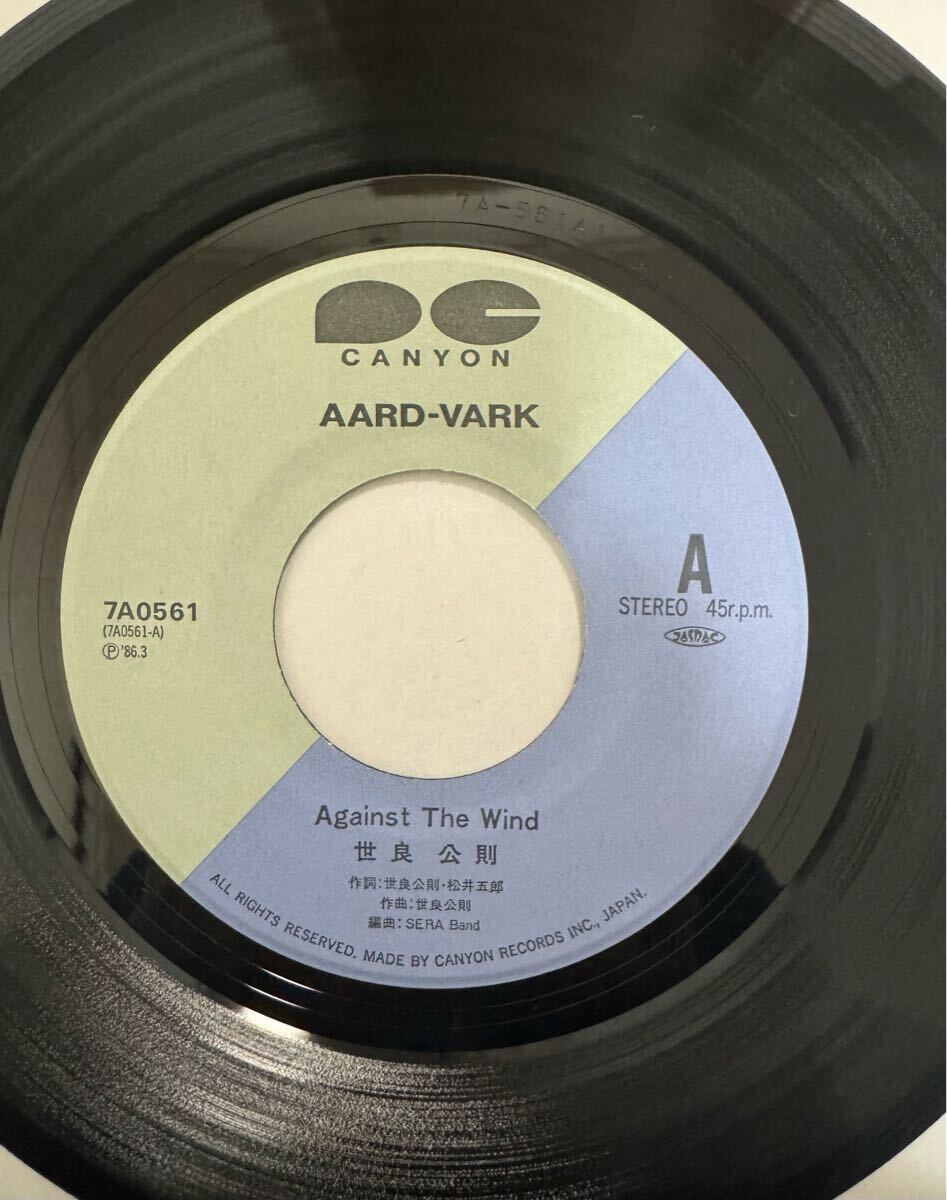 7A-561A1
CANYON
AARD-VARK
7A0561
(7A0561-A)
Ⓟ'86.3
A
STEREO 45r.p.m.
JASRAC
Against The Wind
世良 公則
作詞:世良公則・松井五郎
作曲:世良公則
編曲:SERA Band
ALL RIGHTS RESERVED. MADE BY CANYON RECORDS INC., JAPAN.